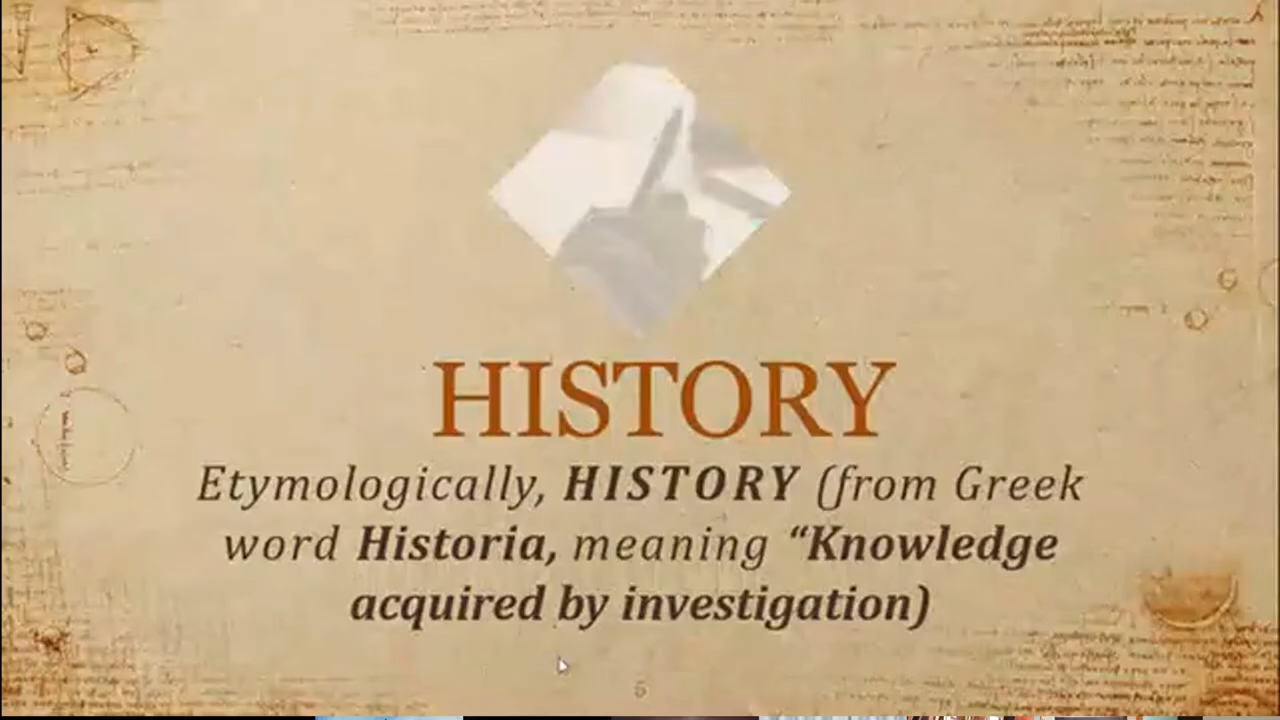 HISTORY
Etymologically, HISTORY (from Greek
word Historia, meaning “Knowledge
acquired by investigation)